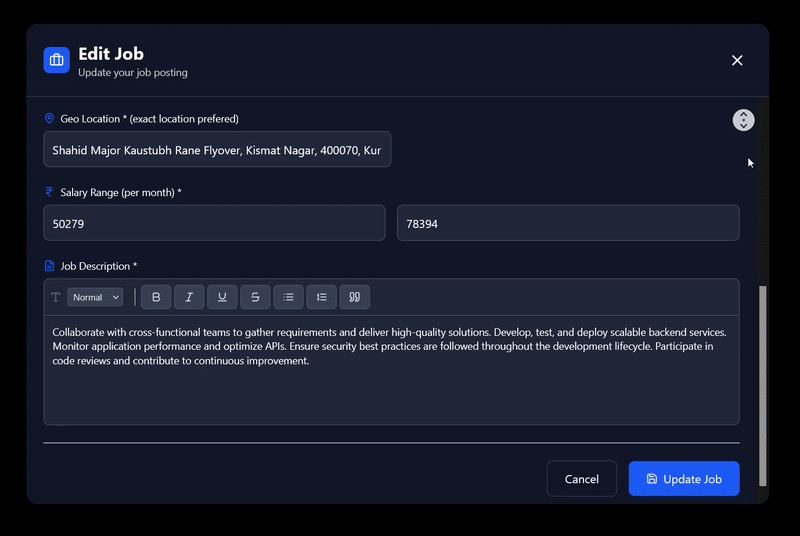 Edit Job
Update your job posting
Geo Location * (exact location prefered)
Shahid Major Kaustubh Rane Flyover, Kismat Nagar, 400070, Kur
Salary Range (per month) *
50279
78394
Job Description *
Normal
B I U S
Collaborate with cross-functional teams to gather requirements and deliver high-quality solutions. Develop, test, and deploy scalable backend services.
Monitor application performance and optimize APIs. Ensure security best practices are followed throughout the development lifecycle. Participate in
code reviews and contribute to continuous improvement.
Cancel
Update Job